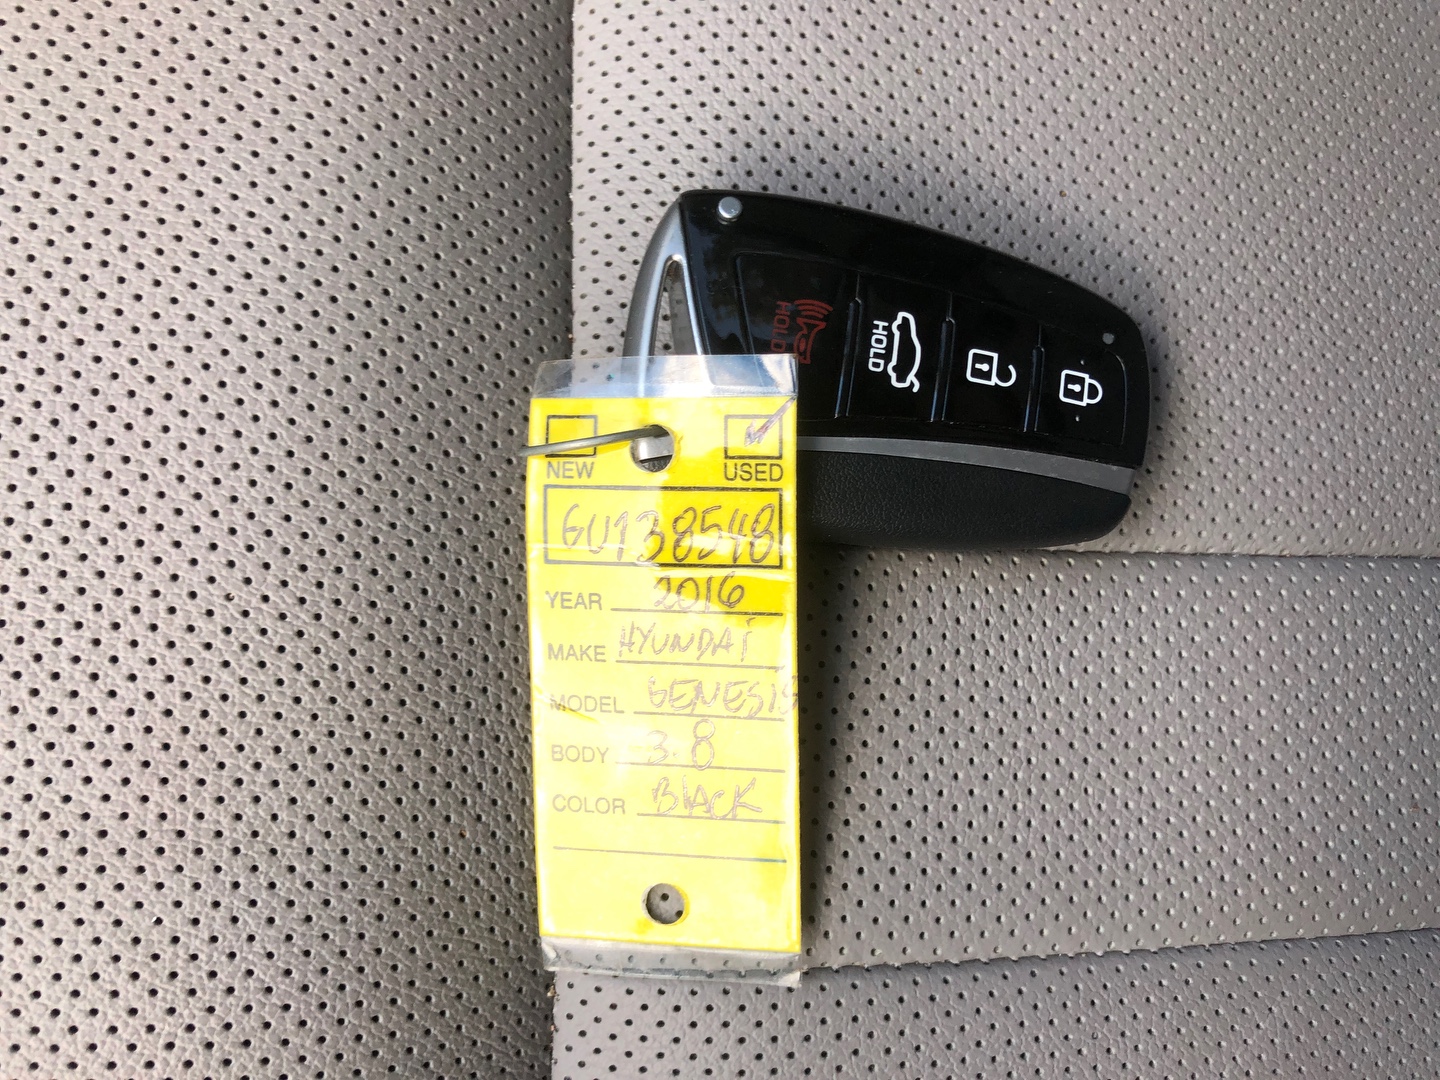 NEW USED
GU138548
YEAR 2016
MAKE HYUNDAi
MODEL GENESIS
BODY 3.8
COLOR BlAcK
HOLD
HOLD